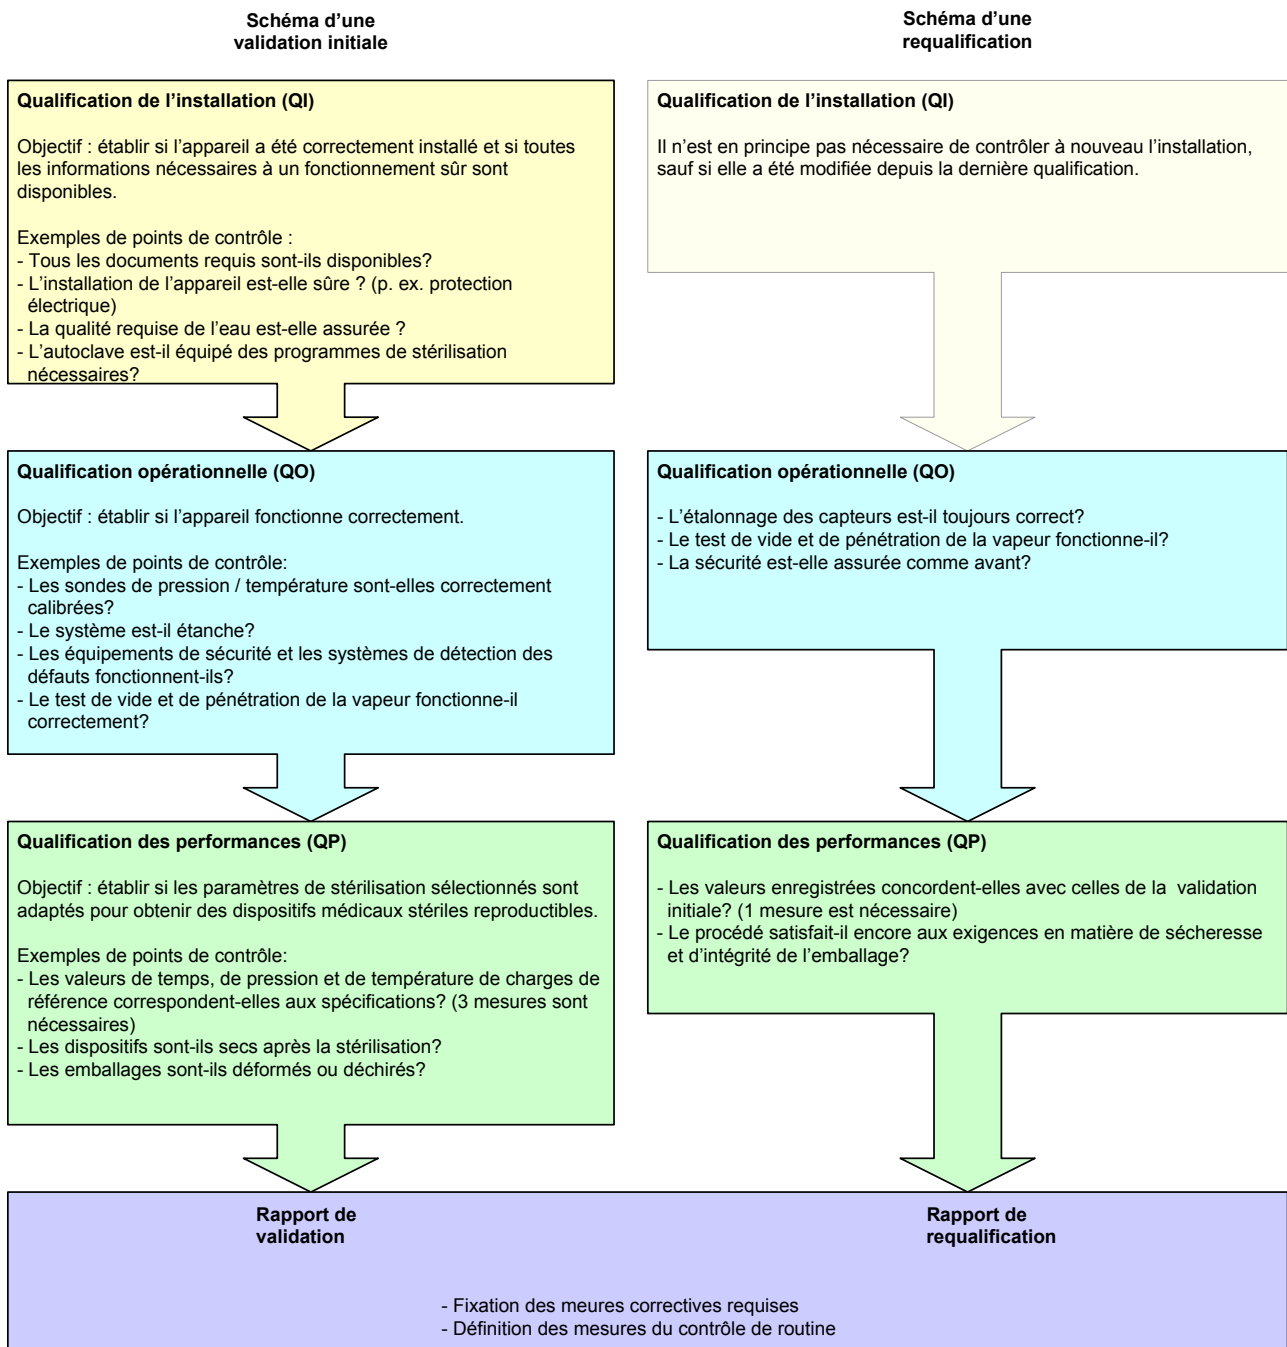 Schéma d’une
validation initiale
Schéma d’une
requalification
Qualification de l’installation (QI)
Objectif : établir si l’appareil a été correctement installé et si toutes
les informations nécessaires à un fonctionnement sûr sont
disponibles.
Exemples de points de contrôle :
- Tous les documents requis sont-ils disponibles?
- L’installation de l’appareil est-elle sûre ? (p. ex. protection
électrique)
- La qualité requise de l’eau est-elle assurée ?
- L’autoclave est-il équipé des programmes de stérilisation
nécessaires?
Qualification de l’installation (QI)
Il n’est en principe pas nécessaire de contrôler à nouveau l’installation,
sauf si elle a été modifiée depuis la dernière qualification.
Qualification opérationnelle (QO)
Objectif : établir si l’appareil fonctionne correctement.
Exemples de points de contrôle:
- Les sondes de pression / température sont-elles correctement
calibrées?
- Le système est-il étanche?
- Les équipements de sécurité et les systèmes de détection des
défauts fonctionnent-ils?
- Le test de vide et de pénétration de la vapeur fonctionne-il
correctement?
Qualification opérationnelle (QO)
- L’étalonnage des capteurs est-il toujours correct?
- Le test de vide et de pénétration de la vapeur fonctionne-il?
- La sécurité est-elle assurée comme avant?
Qualification des performances (QP)
Objectif : établir si les paramètres de stérilisation sélectionnés sont
adaptés pour obtenir des dispositifs médicaux stériles reproductibles.
Exemples de points de contrôle:
- Les valeurs de temps, de pression et de température de charges de
référence correspondent-elles aux spécifications? (3 mesures sont
nécessaires)
- Les dispositifs sont-ils secs après la stérilisation?
- Les emballages sont-ils déformés ou déchirés?
Qualification des performances (QP)
- Les valeurs enregistrées concordent-elles avec celles de la validation
initiale? (1 mesure est nécessaire)
- Le procédé satisfait-il encore aux exigences en matière de sécheresse
et d’intégrité de l’emballage?
Rapport de
validation
Rapport de
requalification
- Fixation des meures correctives requises
- Définition des mesures du contrôle de routine